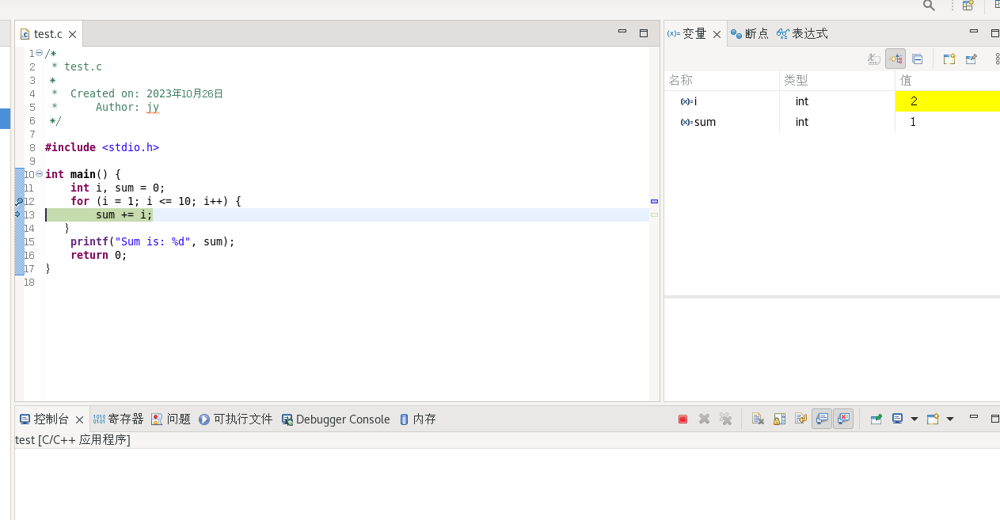 test.c
1 /*
2  * test.c
3  *
4  *  Created on: 2023年10月26日
5  *      Author: jy
6  */
7
8 #include <stdio.h>
9
10 int main() {
11     int i, sum = 0;
12     for (i = 1; i <= 10; i++) {
13         sum += i;
14    }
15     printf("Sum is: %d", sum);
16     return 0;
17 }
18
(x)= 变量 断点 表达式
名称 类型 值
(x)= i int 2
(x)= sum int 1
控制台 1010 0101 寄存器 问题 可执行文件 Debugger Console 内存
test [C/C++ 应用程序]